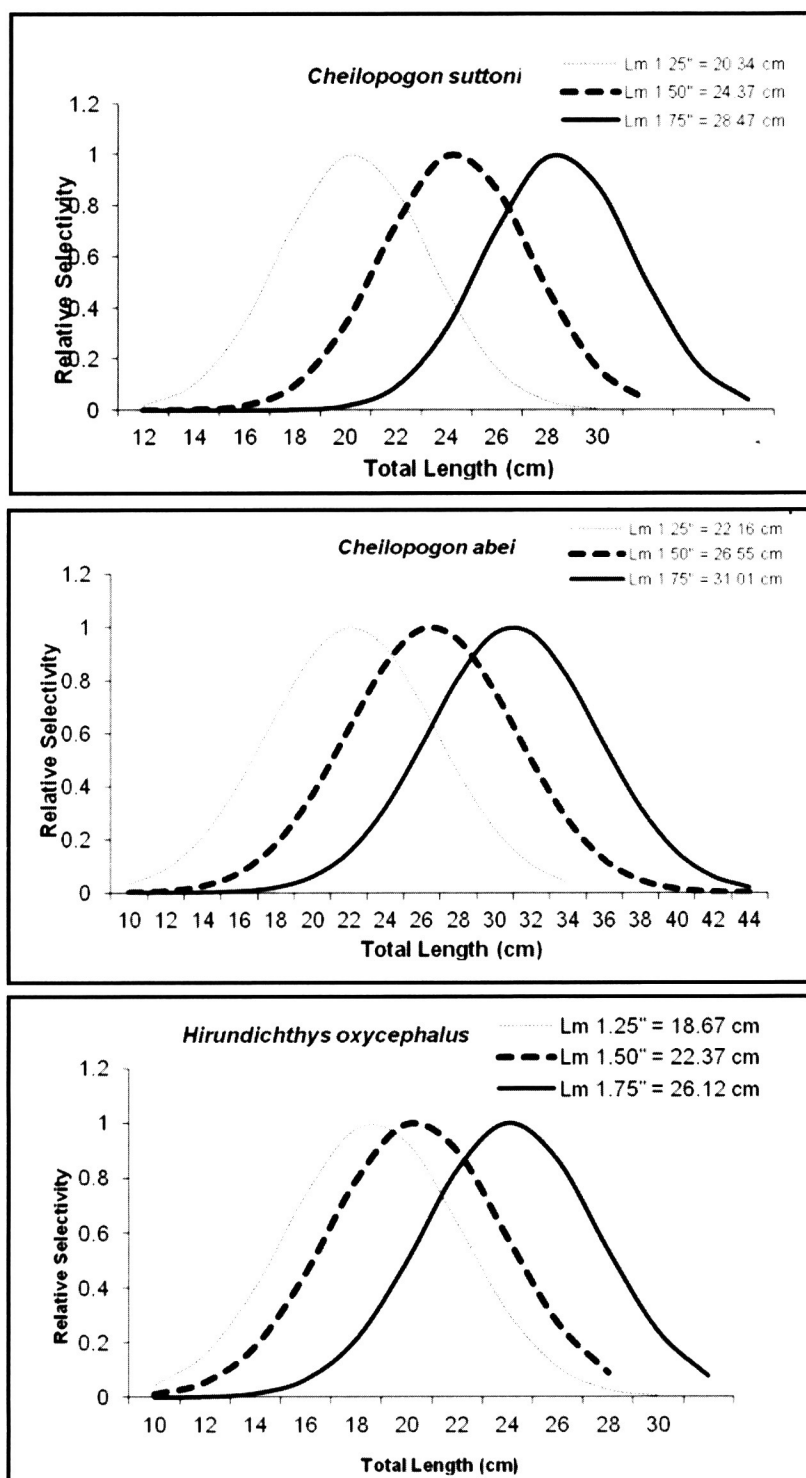 Cheilopogon suttoni
Lm 1.25" = 20.34 cm
Lm 1.50" = 24.37 cm
Lm 1.75" = 28.47 cm
Relative Selectivity
1.2
1
0.8
0.6
0.4
0.2
0
12 14 16 18 20 22 24 26 28 30
Total Length (cm)
Cheilopogon abei
Lm 1.25" = 22.16 cm
Lm 1.50" = 26.55 cm
Lm 1.75" = 31.01 cm
Relative Selectivity
1.2
1
0.8
0.6
0.4
0.2
0
10 12 14 16 18 20 22 24 26 28 30 32 34 36 38 40 42 44
Total Length (cm)
Hirundichthys oxycephalus
Lm 1.25" = 18.67 cm
Lm 1.50" = 22.37 cm
Lm 1.75" = 26.12 cm
Relative Selectivity
1.2
1
0.8
0.6
0.4
0.2
0
10 12 14 16 18 20 22 24 26 28 30
Total Length (cm)